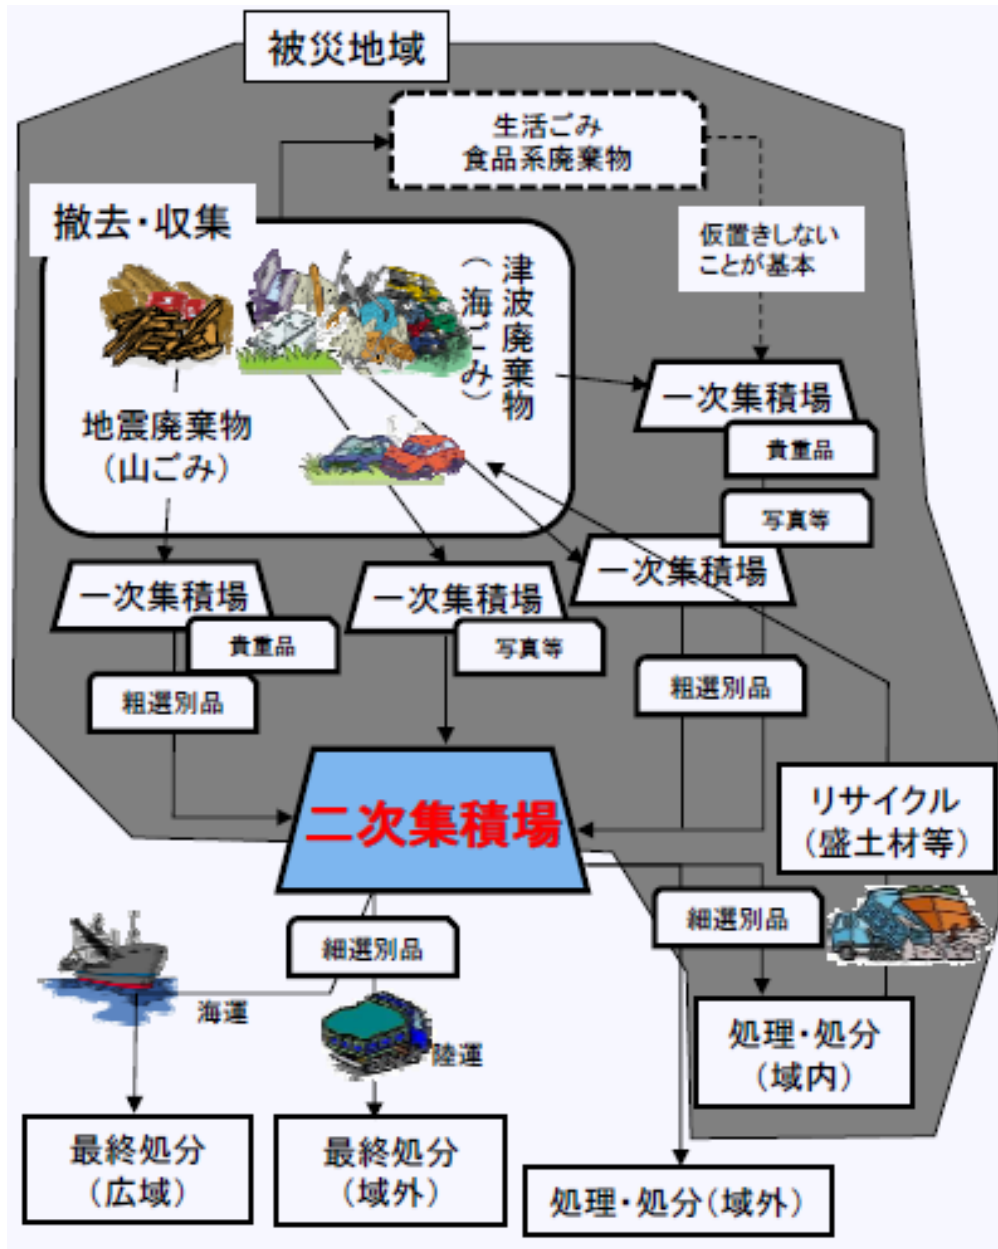 被災地域
生活ごみ
食品系廃棄物
撤去・収集
仮置きしない
ことが基本
津波廃棄物
（海ごみ）
地震廃棄物
（山ごみ）
一次集積場
貴重品
写真等
一次集積場
貴重品
粗選別品
一次集積場
写真等
一次集積場
粗選別品
二次集積場
リサイクル
（盛土材等）
細選別品
海運
陸運
細選別品
処理・処分
（域内）
最終処分
（広域）
最終処分
（域外）
処理・処分（域外）